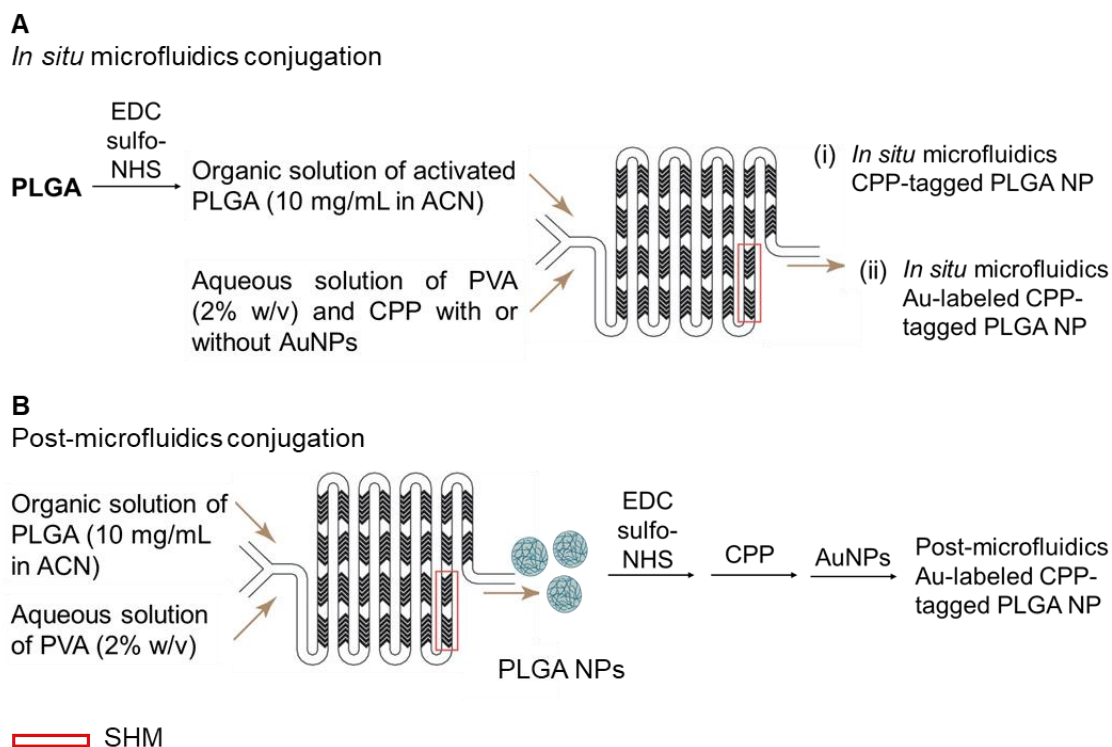 A
In situ microfluidics conjugation
EDC
sulfo-
NHS
PLGA
Organic solution of activated
PLGA (10 mg/mL in ACN)
Aqueous solution of PVA
(2% w/v) and CPP with or
without AuNPs
(i) In situ microfluidics
CPP-tagged PLGA NP
(ii) In situ microfluidics
Au-labeled CPP-
tagged PLGA NP
B
Post-microfluidics conjugation
Organic solution of
PLGA (10 mg/mL
in ACN)
Aqueous solution
of PVA (2% w/v)
PLGA NPs
EDC
sulfo-
NHS
CPP
AuNPs
Post-microfluidics
Au-labeled CPP-
tagged PLGA NP
SHM